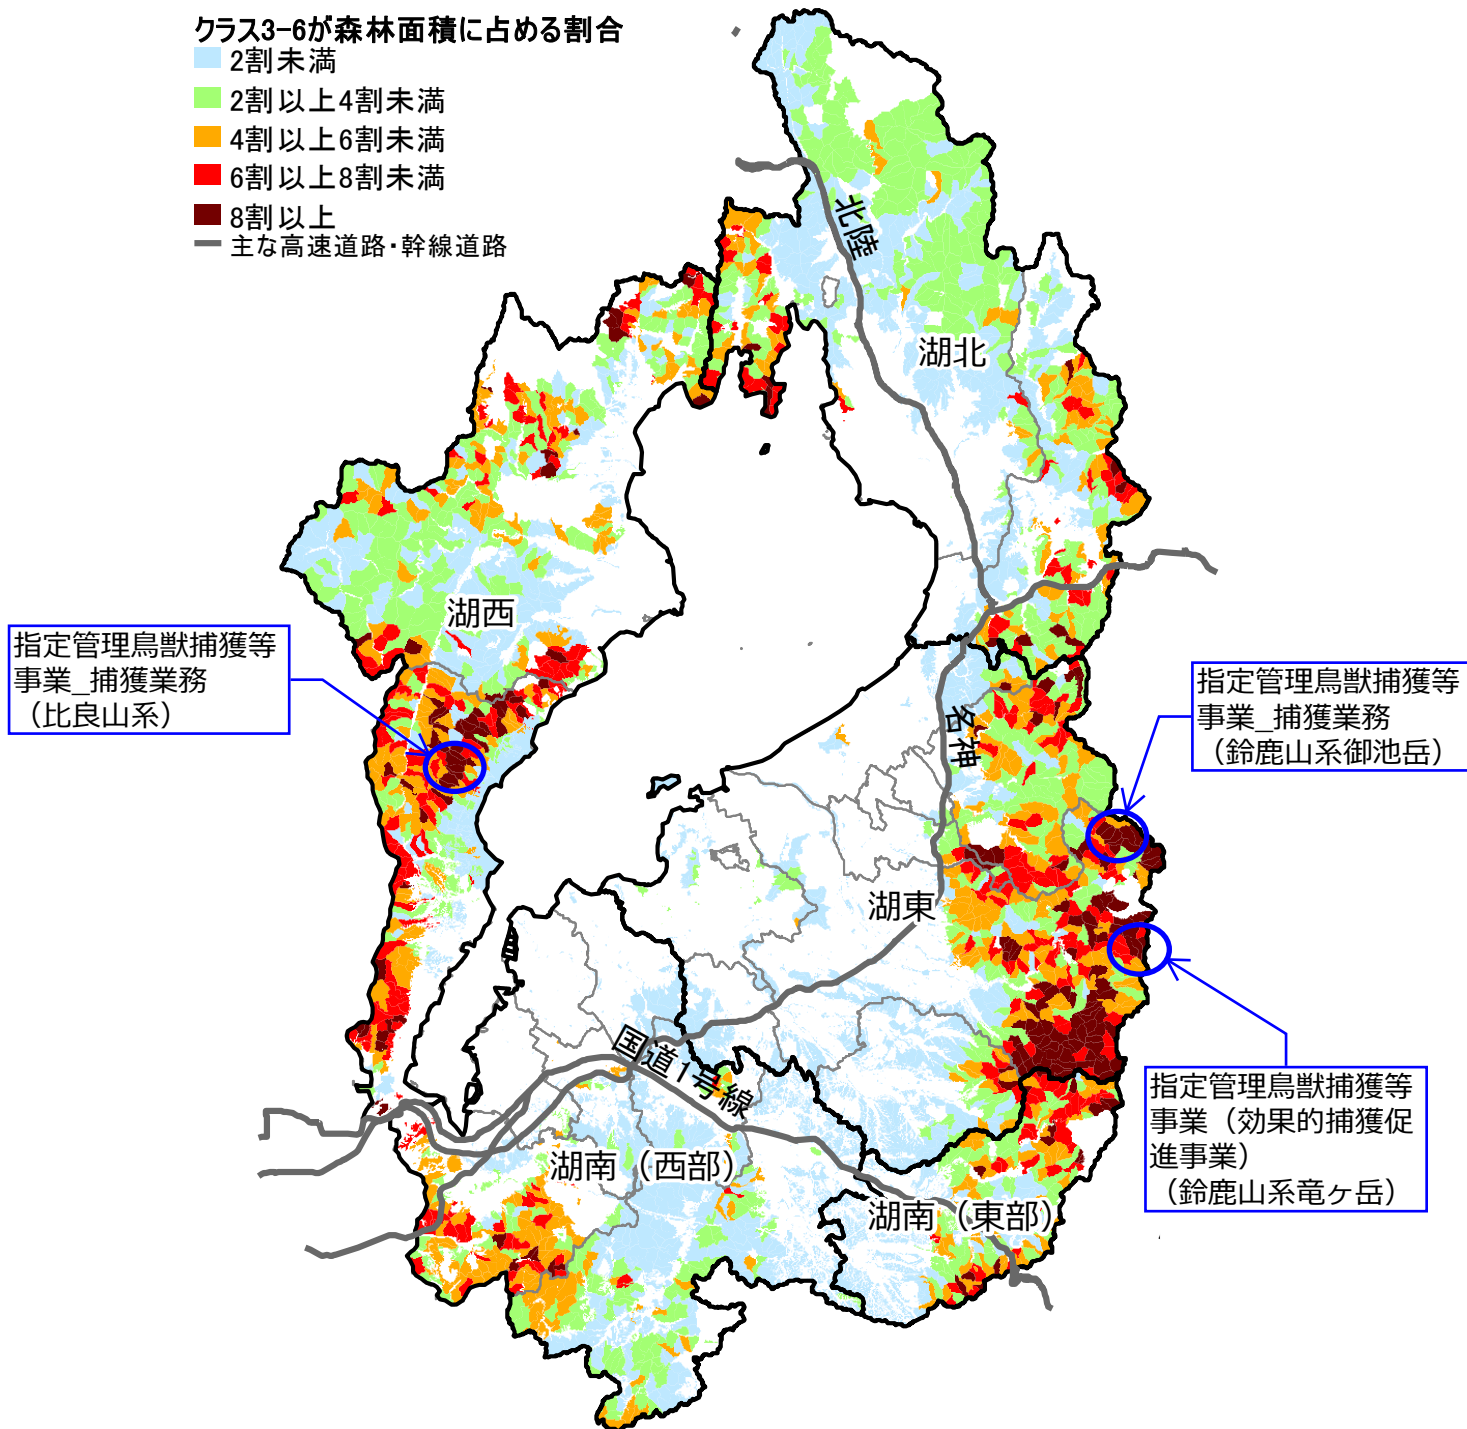 クラス3-6が森林面積に占める割合
2割未満
2割以上4割未満
4割以上6割未満
6割以上8割未満
8割以上
主な高速道路・幹線道路
北陸
湖北
湖西
指定管理鳥獣捕獲等
事業_捕獲業務
（比良山系）
指定管理鳥獣捕獲等
事業_捕獲業務
（鈴鹿山系御池岳）
名神
湖東
国道1号線
指定管理鳥獣捕獲等
事業（効果的捕獲促
進事業）
（鈴鹿山系竜ヶ岳）
湖南（西部）
湖南（東部）